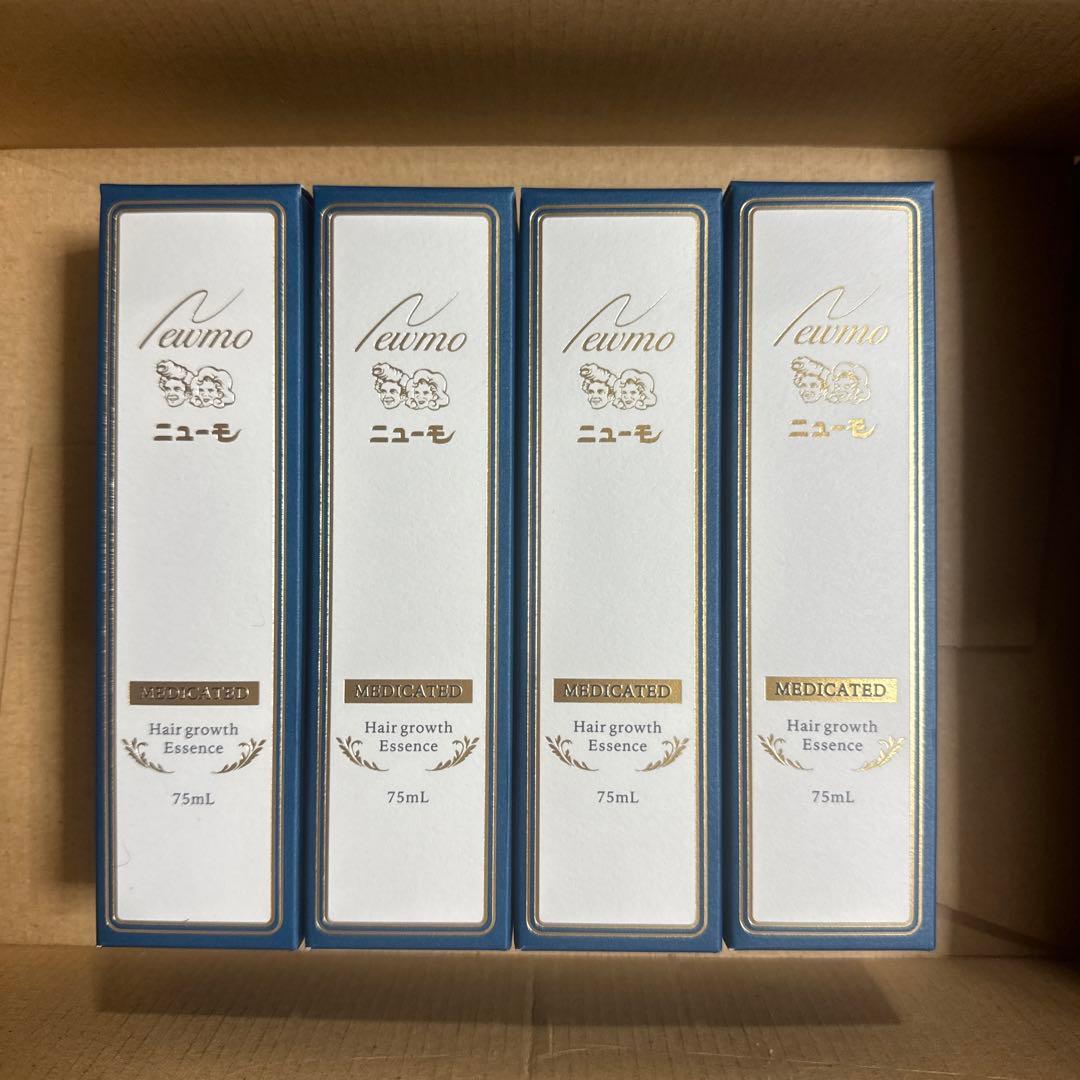 Newmo
ニューモ
MEDICATED
Hair growth
Essence
75mL
Newmo
ニューモ
MEDICATED
Hair growth
Essence
75mL
Newmo
ニューモ
MEDICATED
Hair growth
Essence
75mL
Newmo
ニューモ
MEDICATED
Hair growth
Essence
75mL